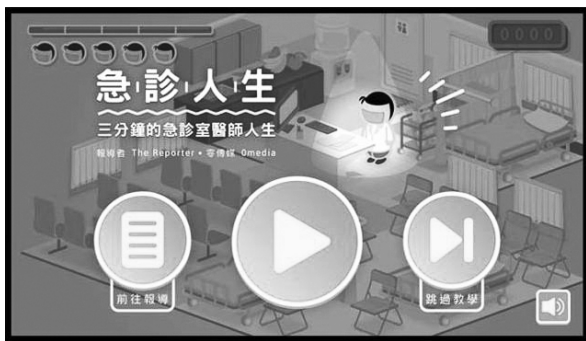 0000
急診人生
三分鐘的急診室醫師人生
報導者 The Reporter • 零傳媒 Omedia
前往報導
跳過教學